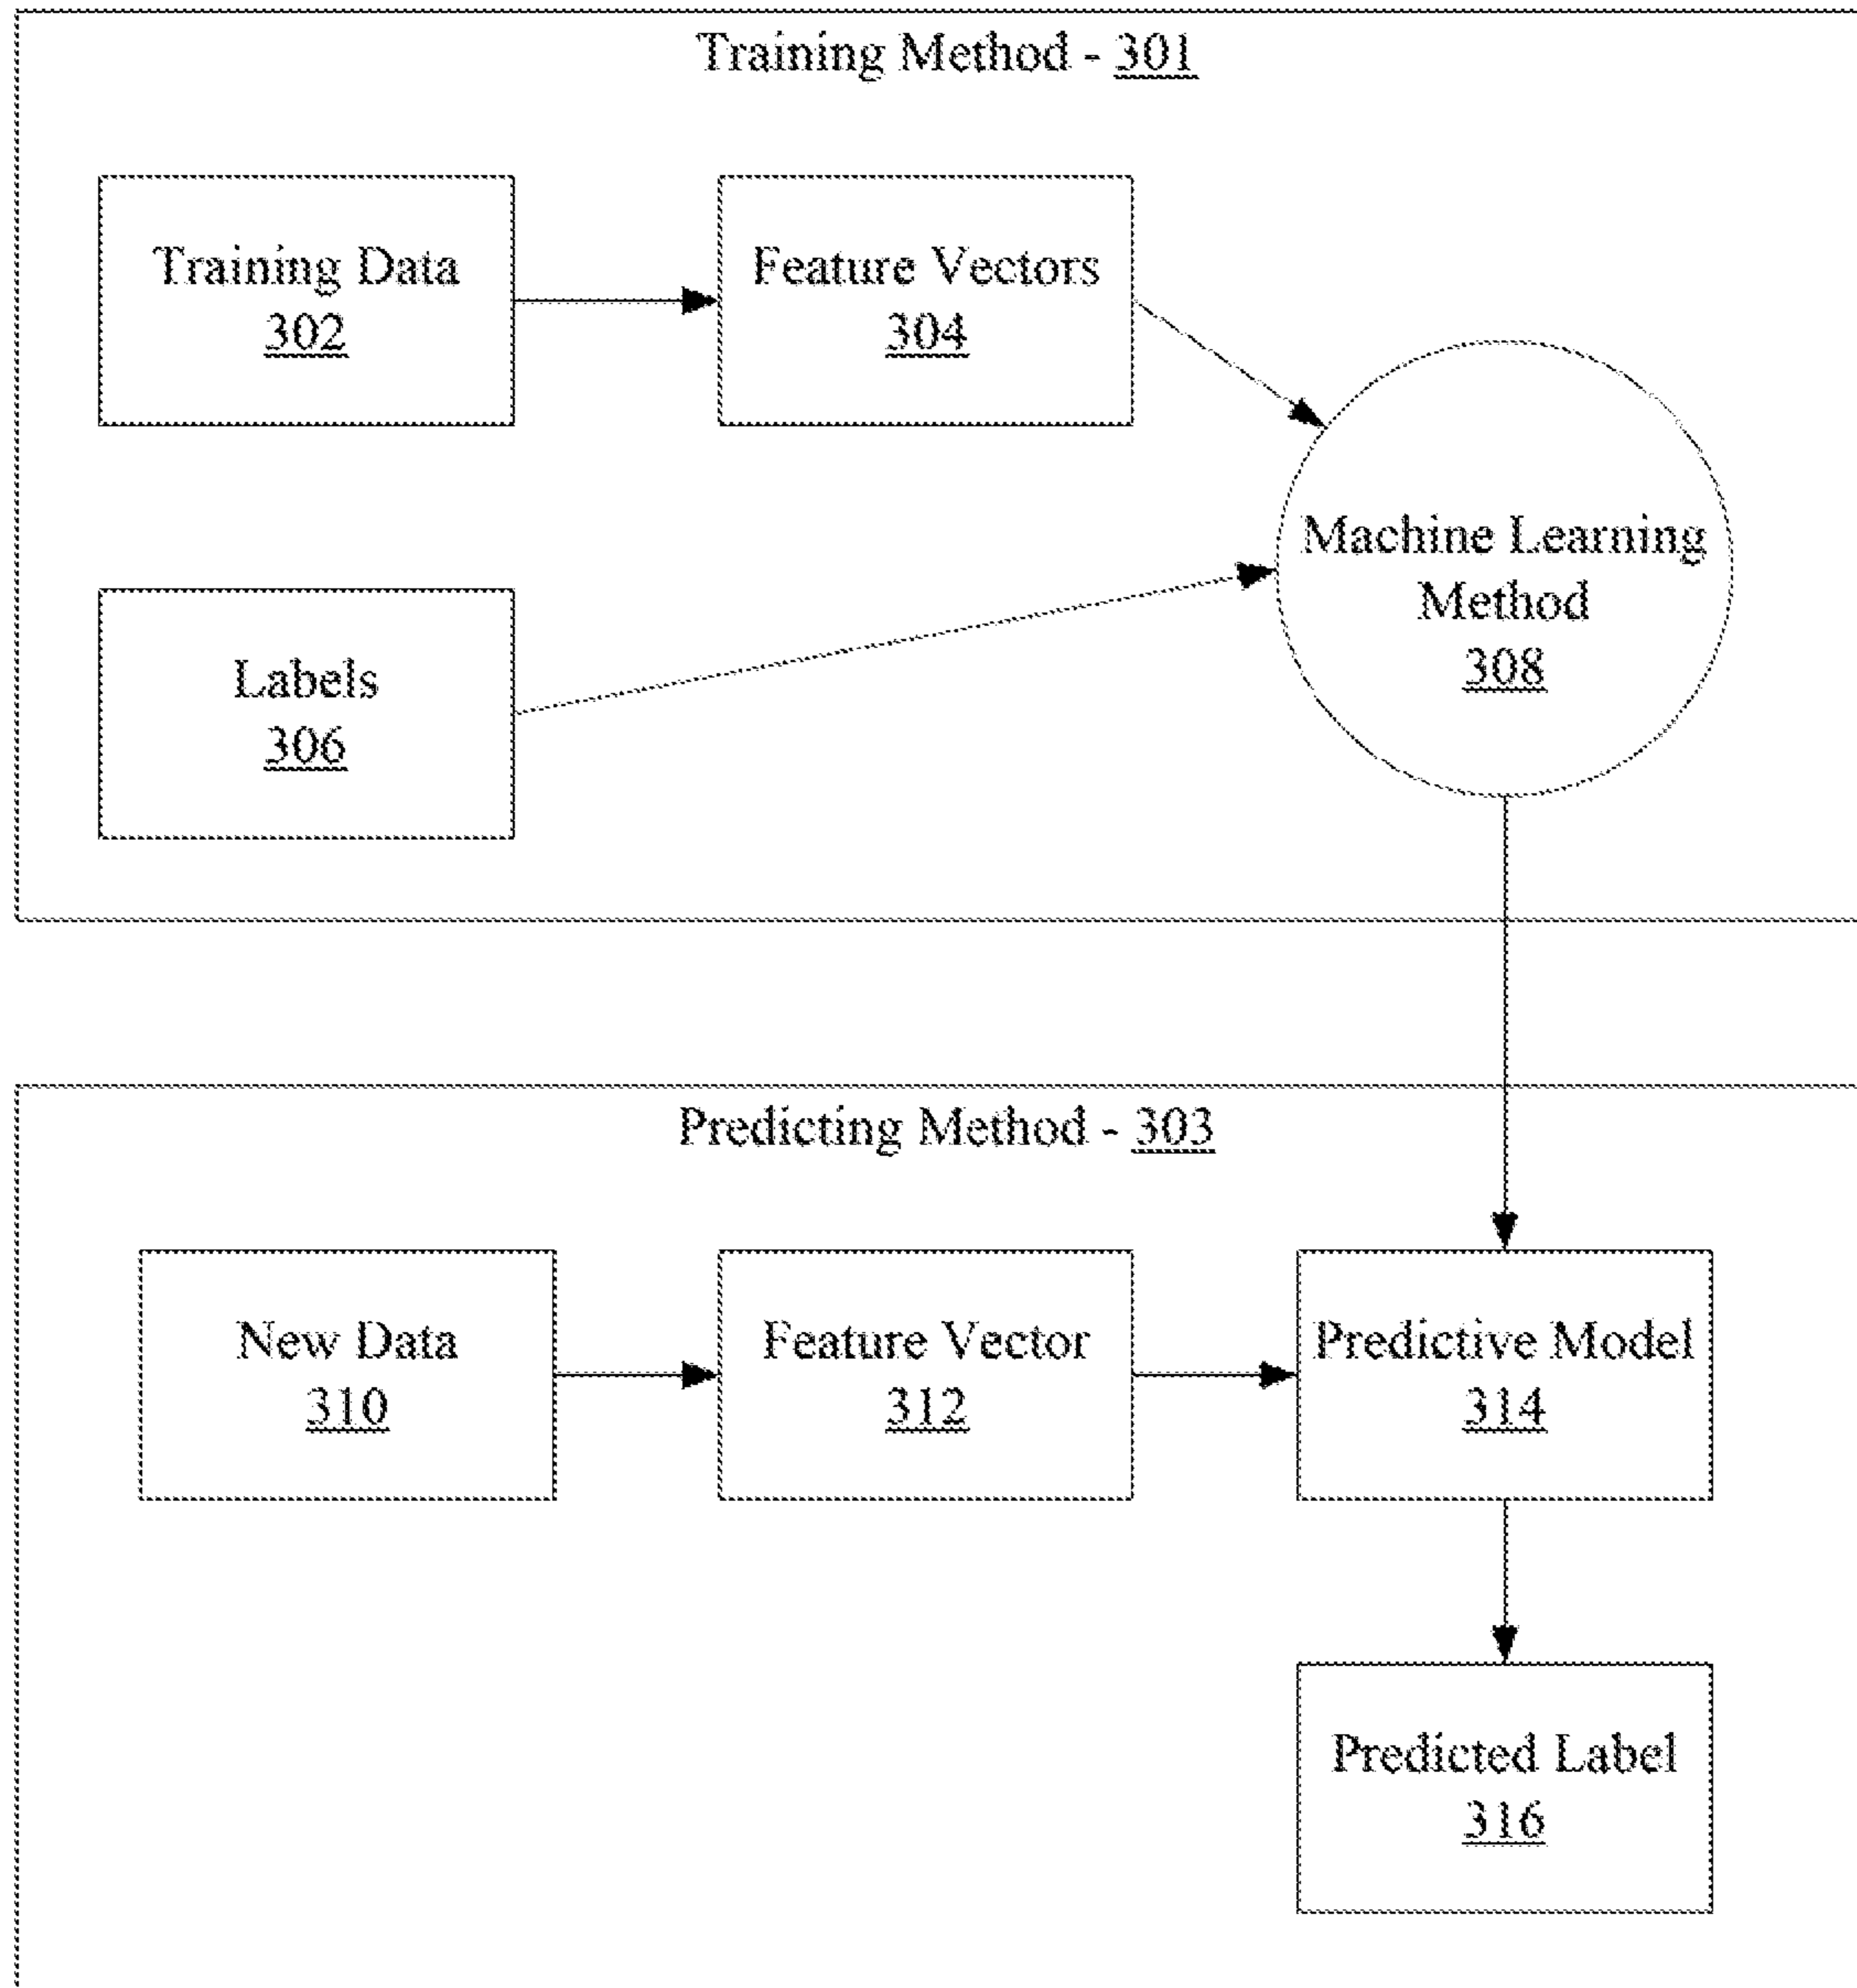 Training Method - 301
Training Data
302
Feature Vectors
304
Labels
306
Machine Learning
Method
308
Predicting Method - 303
New Data
310
Feature Vector
312
Predictive Model
314
Predicted Label
316